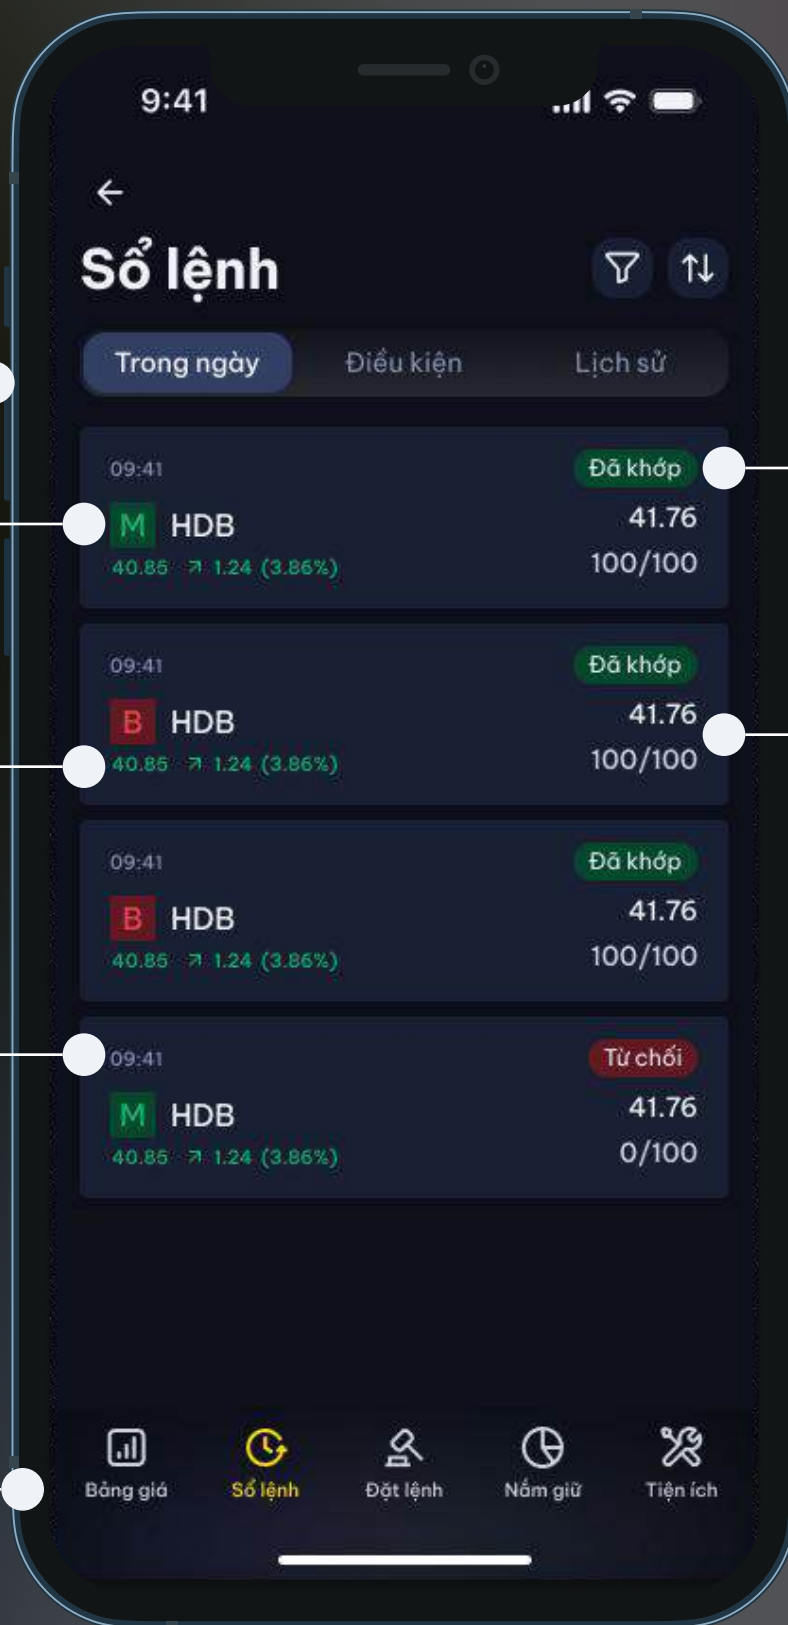 9:41
Sổ lệnh
Trong ngày Điều kiện Lịch sử
09:41 Đã khớp
M HDB 41.76
40.85 1.24 (3.86%) 100/100
09:41 Đã khớp
B HDB 41.76
40.85 1.24 (3.86%) 100/100
09:41 Đã khớp
B HDB 41.76
40.85 1.24 (3.86%) 100/100
09:41 Từ chối
M HDB 41.76
40.85 1.24 (3.86%) 0/100
Bảng giá Sổ lệnh Đặt lệnh Nắm giữ Tiện ích